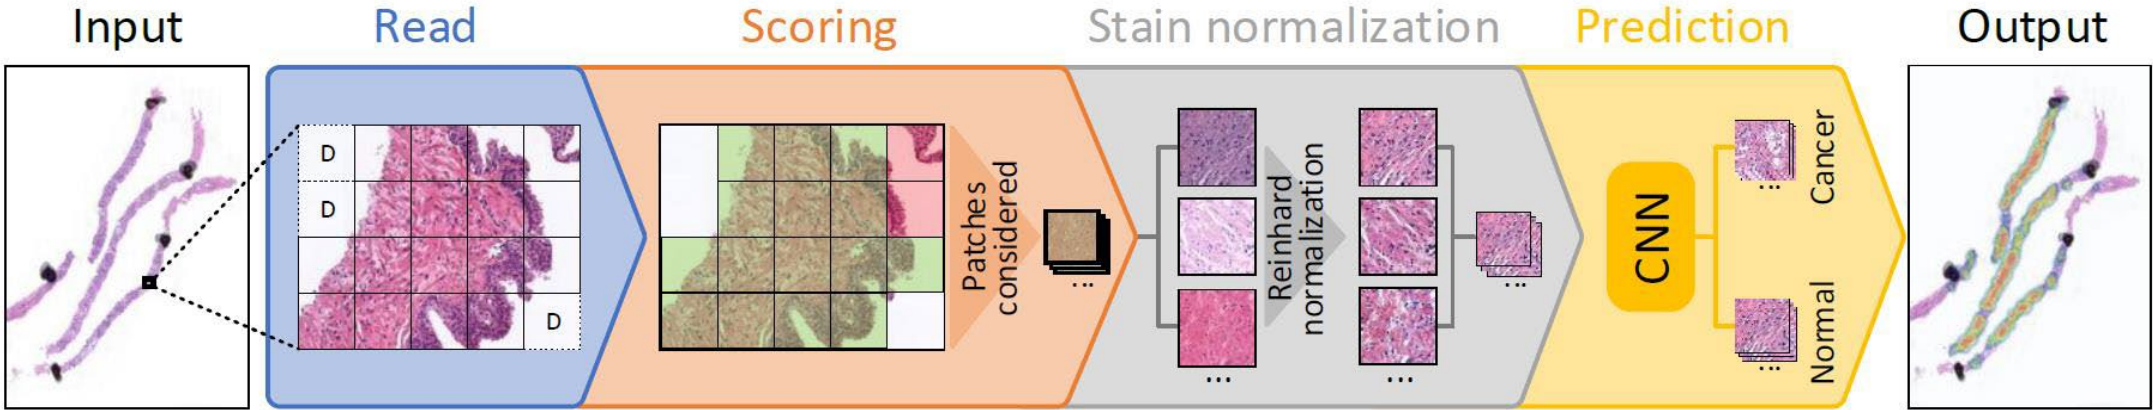 Input
Read
Scoring
Stain normalization
Prediction
Output
D
D
D
Patches
considered
...
Reinhard
normalization
...
...
...
CNN
...
Cancer
...
Normal